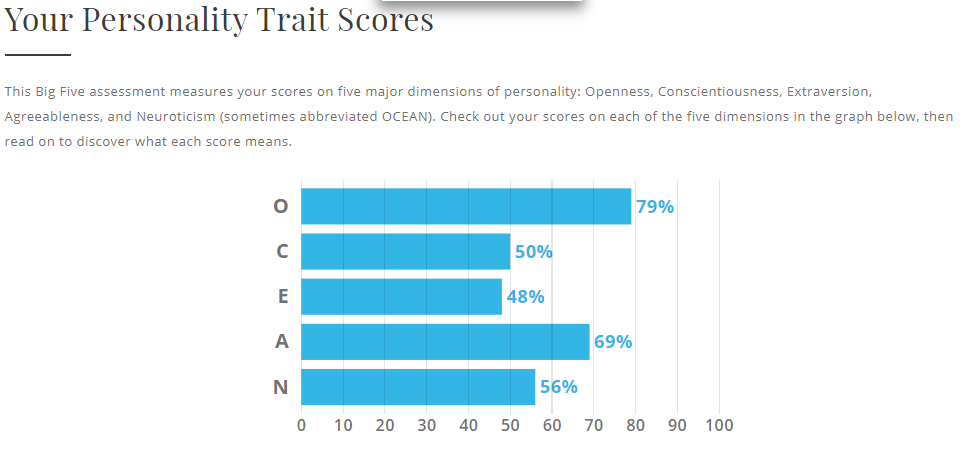 Your Personality Trait Scores
This Big Five assessment measures your scores on five major dimensions of personality: Openness, Conscientiousness, Extraversion,
Agreeableness, and Neuroticism (sometimes abbreviated OCEAN). Check out your scores on each of the five dimensions in the graph below, then
read on to discover what each score means.
O 79%
C 50%
E 48%
A 69%
N 56%
0 10 20 30 40 50 60 70 80 90 100